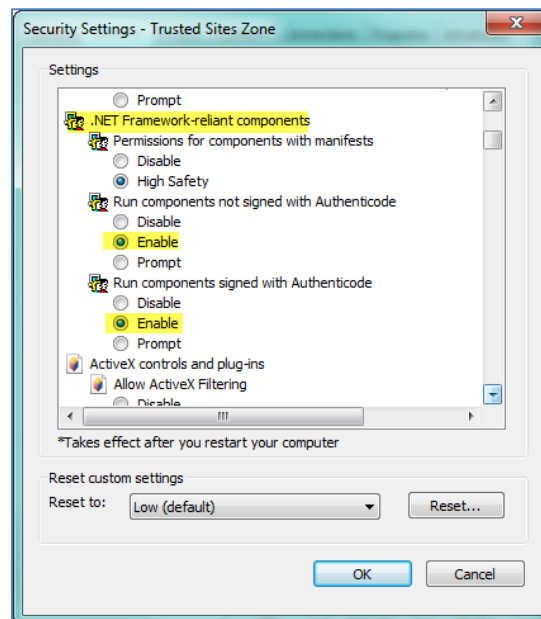 Security Settings - Trusted Sites Zone
Settings
Prompt
.NET Framework-reliant components
Permissions for components with manifests
Disable
High Safety
Run components not signed with Authenticode
Disable
Enable
Prompt
Run components signed with Authenticode
Disable
Enable
Prompt
ActiveX controls and plug-ins
Allow ActiveX Filtering
Disable
*Takes effect after you restart your computer
Reset custom settings
Reset to:
Low (default)
Reset...
OK
Cancel